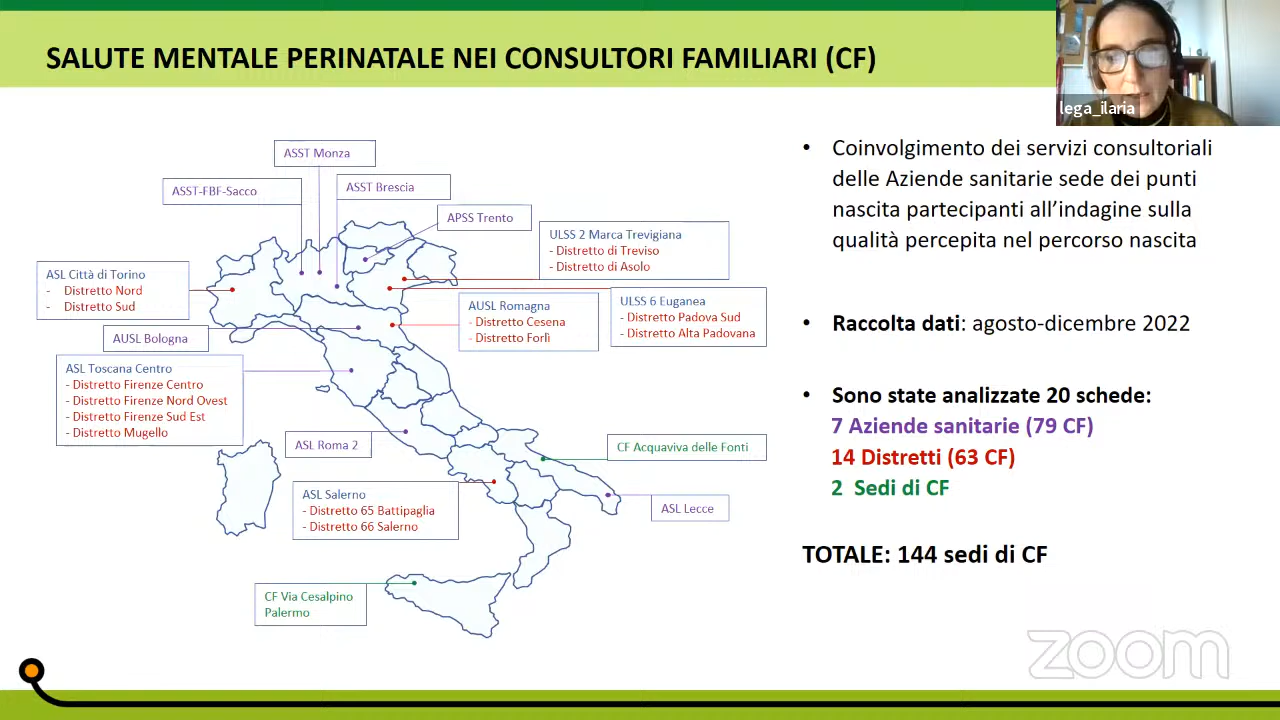 SALUTE MENTALE PERINATALE NEI CONSULTORI FAMILIARI (CF)
lega_ilaria
ASST Monza
ASST-FBF-Sacco
ASST Brescia
APSS Trento
ULSS 2 Marca Trevigiana
- Distretto di Treviso
- Distretto di Asolo
ASL Città di Torino
- Distretto Nord
- Distretto Sud
AUSL Romagna
- Distretto Cesena
- Distretto Forlì
ULSS 6 Euganea
- Distretto Padova Sud
- Distretto Alta Padovana
AUSL Bologna
ASL Toscana Centro
- Distretto Firenze Centro
- Distretto Firenze Nord Ovest
- Distretto Firenze Sud Est
- Distretto Mugello
ASL Roma 2
CF Acquaviva delle Fonti
ASL Salerno
- Distretto 65 Battipaglia
- Distretto 66 Salerno
ASL Lecce
CF Via Cesalpino
Palermo
• Coinvolgimento dei servizi consultoriali
delle Aziende sanitarie sede dei punti
nascita partecipanti all’indagine sulla
qualità percepita nel percorso nascita
• Raccolta dati: agosto-dicembre 2022
• Sono state analizzate 20 schede:
7 Aziende sanitarie (79 CF)
14 Distretti (63 CF)
2 Sedi di CF
TOTALE: 144 sedi di CF
zoom